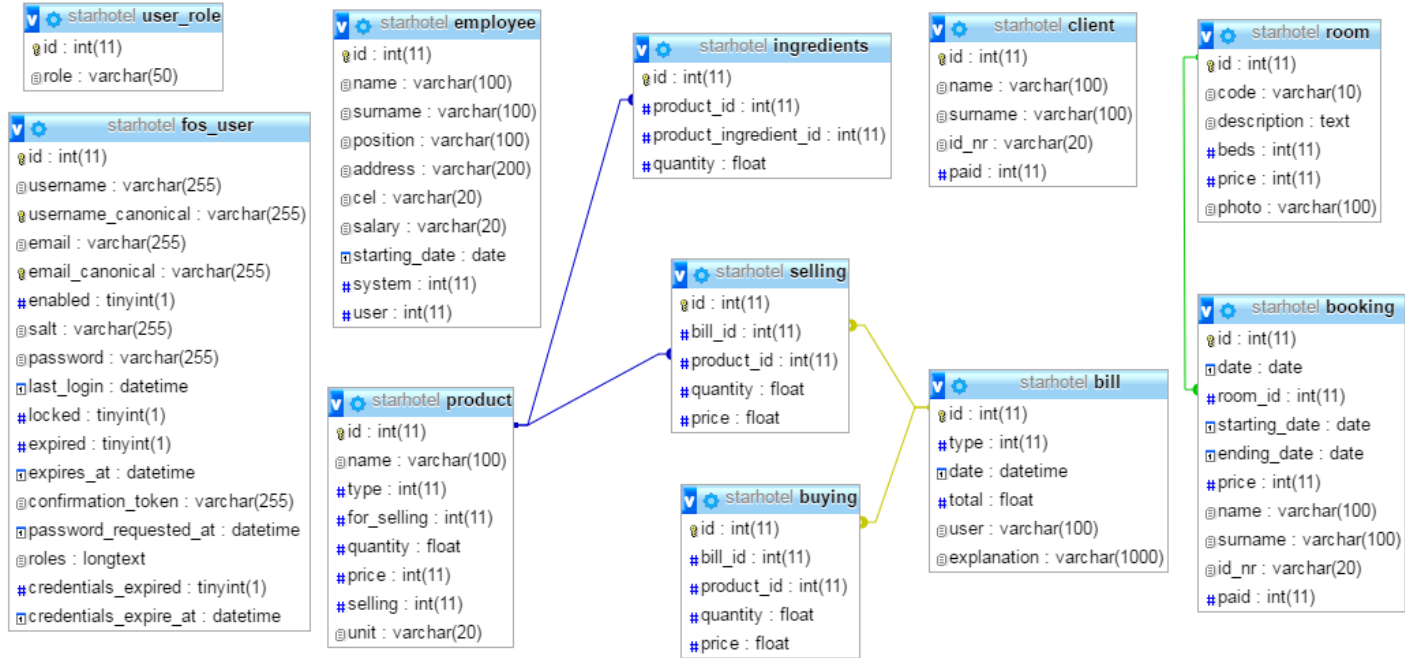 starhotel user_role
id : int(11)
role : varchar(50)
starhotel fos_user
id : int(11)
username : varchar(255)
username_canonical : varchar(255)
email : varchar(255)
email_canonical : varchar(255)
#enabled : tinyint(1)
salt : varchar(255)
password : varchar(255)
last_login : datetime
#locked : tinyint(1)
#expired : tinyint(1)
expires_at : datetime
confirmation_token : varchar(255)
password_requested_at : datetime
roles : longtext
#credentials_expired : tinyint(1)
credentials_expire_at : datetime
starhotel employee
id : int(11)
name : varchar(100)
surname : varchar(100)
position : varchar(100)
address : varchar(200)
cel : varchar(20)
salary : varchar(20)
starting_date : date
#system : int(11)
#user : int(11)
starhotel product
id : int(11)
name : varchar(100)
#type : int(11)
#for_selling : int(11)
#quantity : float
#price : int(11)
#selling : int(11)
unit : varchar(20)
starhotel ingredients
id : int(11)
#product_id : int(11)
#product_ingredient_id : int(11)
#quantity : float
starhotel selling
id : int(11)
#bill_id : int(11)
#product_id : int(11)
#quantity : float
#price : float
starhotel buying
id : int(11)
#bill_id : int(11)
#product_id : int(11)
#quantity : float
#price : float
starhotel client
id : int(11)
name : varchar(100)
surname : varchar(100)
id_nr : varchar(20)
#paid : int(11)
starhotel bill
id : int(11)
#type : int(11)
date : datetime
#total : float
user : varchar(100)
explanation : varchar(1000)
starhotel room
id : int(11)
code : varchar(10)
description : text
#beds : int(11)
#price : int(11)
photo : varchar(100)
starhotel booking
id : int(11)
date : date
#room_id : int(11)
starting_date : date
ending_date : date
#price : int(11)
name : varchar(100)
surname : varchar(100)
id_nr : varchar(20)
#paid : int(11)